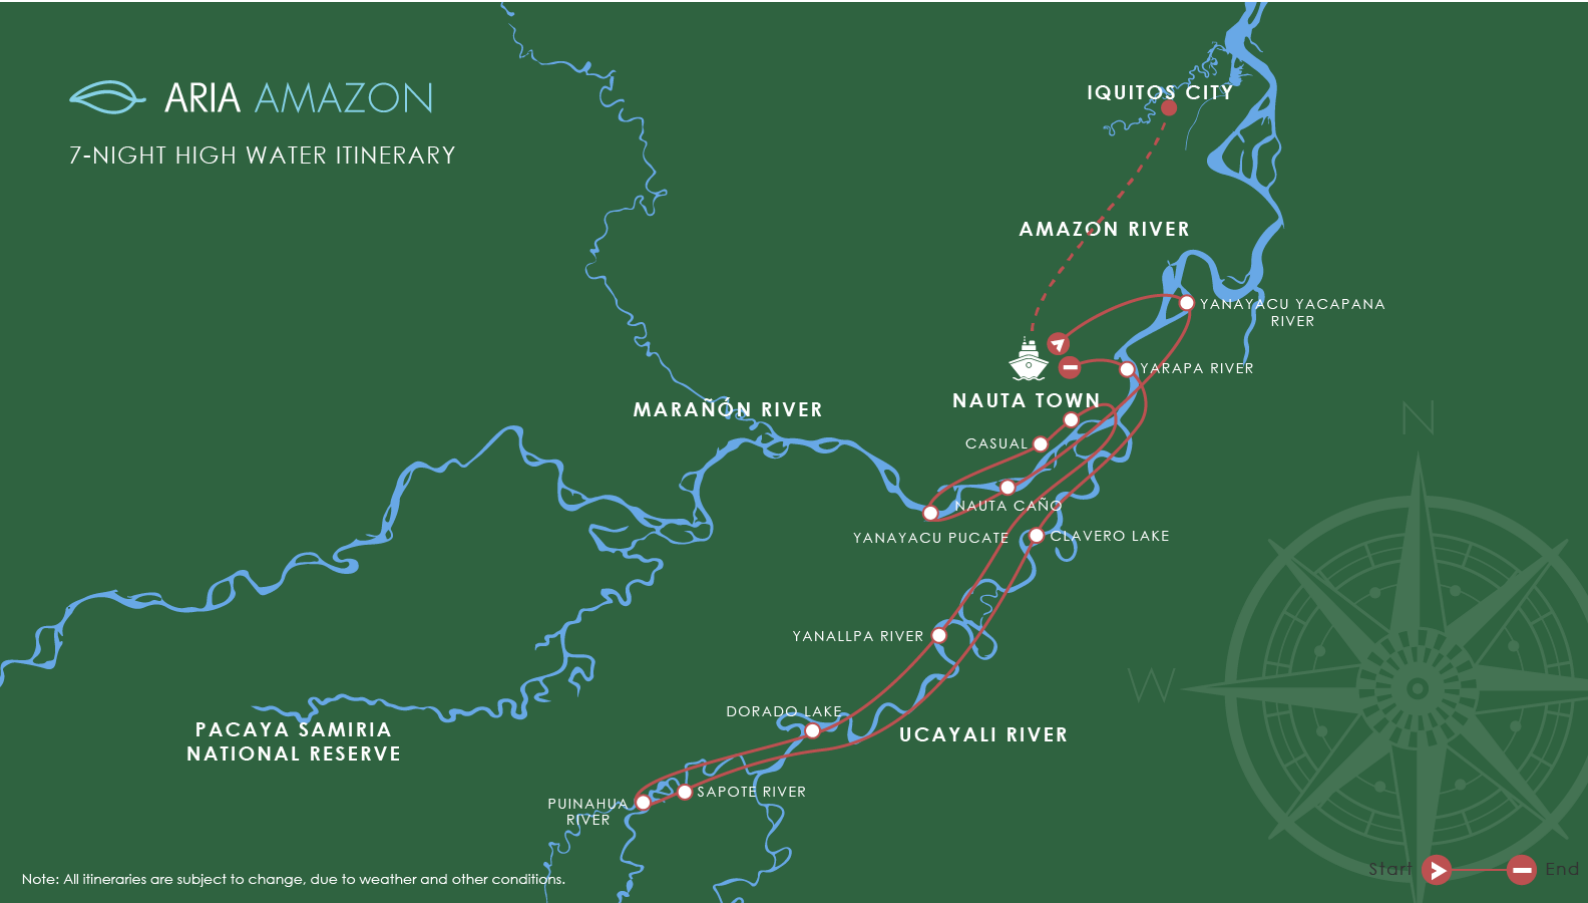 ARIA AMAZON
7-NIGHT HIGH WATER ITINERARY
IQUITOS CITY
AMAZON RIVER
YANAYACU YACAPANA
RIVER
YARAPA RIVER
NAUTA TOWN
MARAÑÓN RIVER
CASUAL
NAUTA CAÑO
YANAYACU PUCATE
CLAVERO LAKE
N
W
YANALLPA RIVER
DORADO LAKE
UCAYALI RIVER
PACAYA SAMIRIA
NATIONAL RESERVE
SAPOTE RIVER
PUINAHUA
RIVER
Start
End
Note: All itineraries are subject to change, due to weather and other conditions.